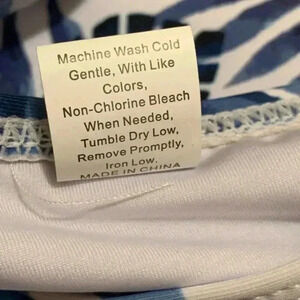 Machine Wash Cold
Gentle, With Like
Colors,
Non-Chlorine Bleach
When Needed,
Tumble Dry Low,
Remove Promptly,
Iron Low,
MADE IN CHINA